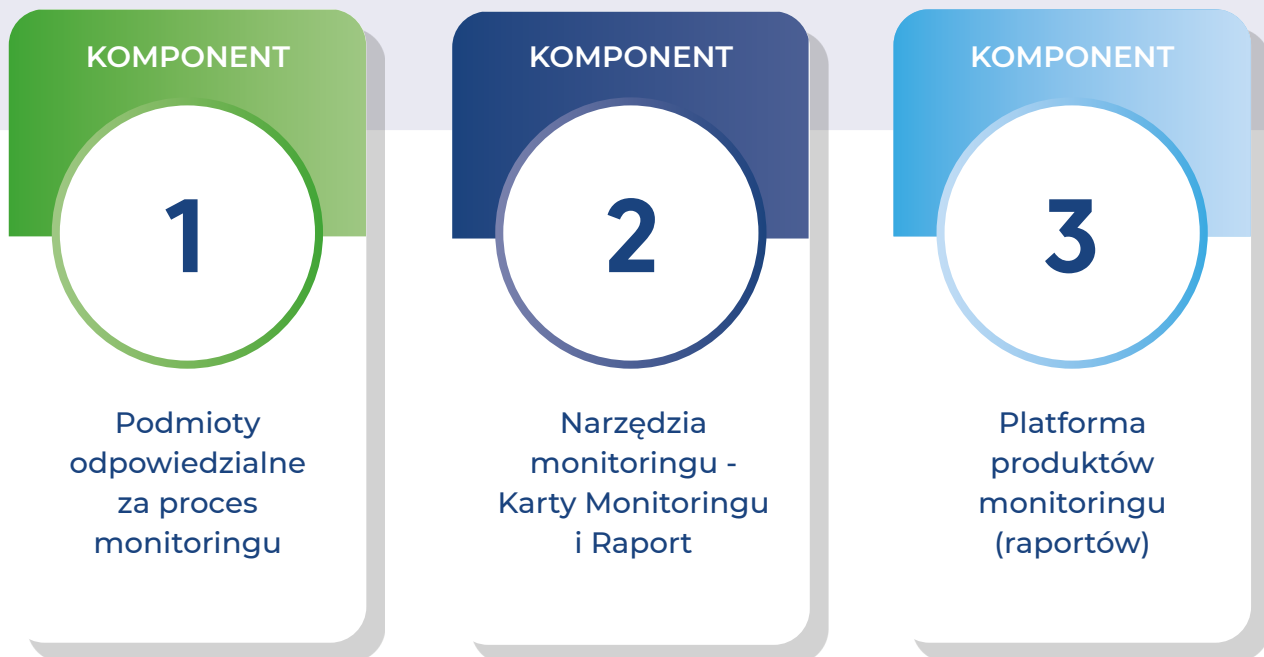 KOMPONENT
1
Podmioty
odpowiedzialne
za proces
monitoringu
KOMPONENT
2
Narzędzia
monitoringu -
Karty Monitoringu
i Raport
KOMPONENT
3
Platforma
produktów
monitoringu
(raportów)